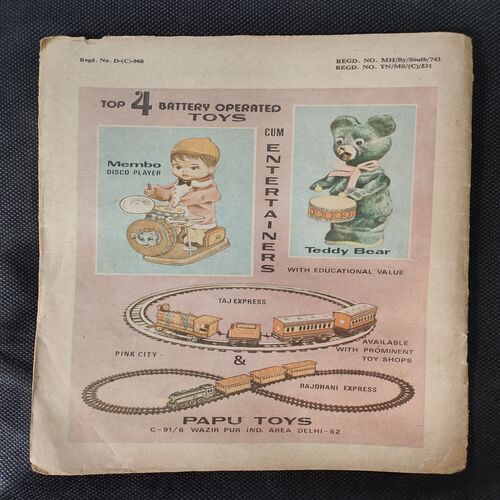 Regd. No. D-(C)-968
REGD. NO. MH/By/South/743
REGD. NO. TN/MS/(C)/531
TOP 4 BATTERY OPERATED
TOYS
CUM
ENTERTAINERS
Membo
DISCO PLAYER
Teddy Bear
WITH EDUCATIONAL VALUE
TAJ EXPRESS
PINK CITY
AVAILABLE
WITH PROMINENT
TOY SHOPS
&
RAJDHANI EXPRESS
PAPU TOYS
C-91/6 WAZIR PUR IND. AREA DELHI-52